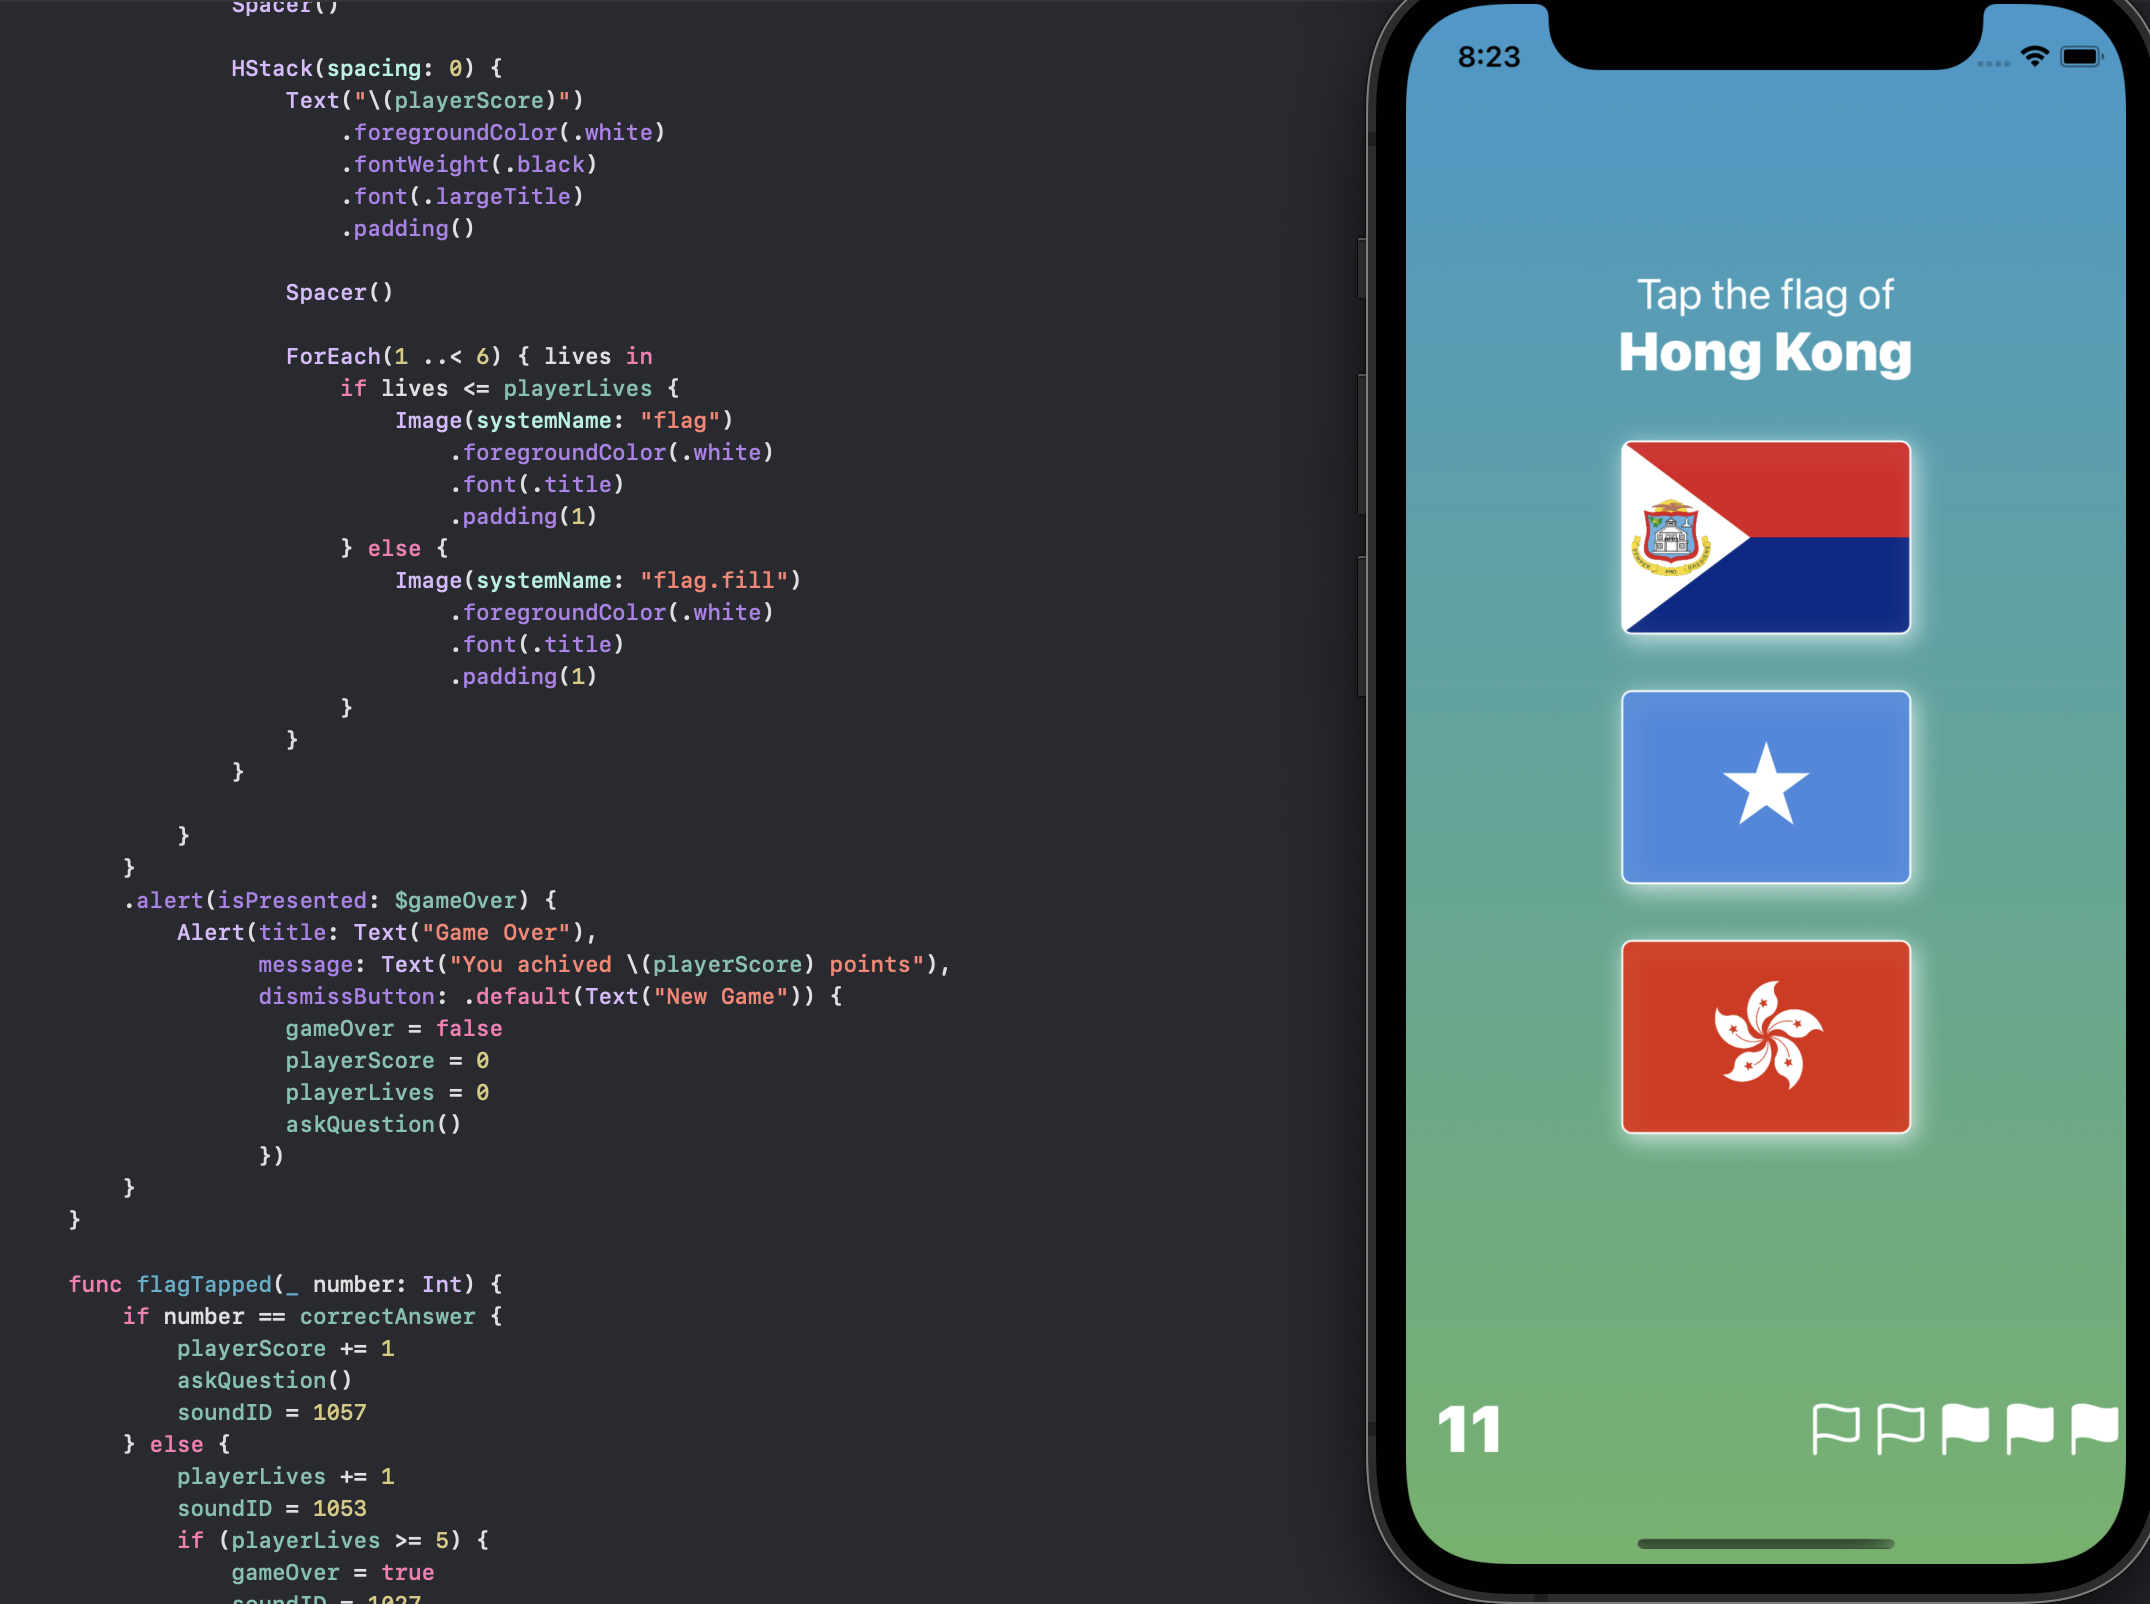 Spacer()
HStack(spacing: 0) {
Text("\(playerScore)")
.foregroundColor(.white)
.fontWeight(.black)
.font(.largeTitle)
.padding()
Spacer()
ForEach(1 ..< 6) { lives in
if lives <= playerLives {
Image(systemName: "flag")
.foregroundColor(.white)
.font(.title)
.padding(1)
} else {
Image(systemName: "flag.fill")
.foregroundColor(.white)
.font(.title)
.padding(1)
}
}
}
}
}
.alert(isPresented: $gameOver) {
Alert(title: Text("Game Over"),
message: Text("You achived \(playerScore) points"),
dismissButton: .default(Text("New Game")) {
gameOver = false
playerScore = 0
playerLives = 0
askQuestion()
})
}
}
func flagTapped(_ number: Int) {
if number == correctAnswer {
playerScore += 1
askQuestion()
soundID = 1057
} else {
playerLives += 1
soundID = 1053
if (playerLives >= 5) {
gameOver = true
soundID = 1027
8:23
Tap the flag of
Hong Kong
SEMPER PRO GREDIENS
11